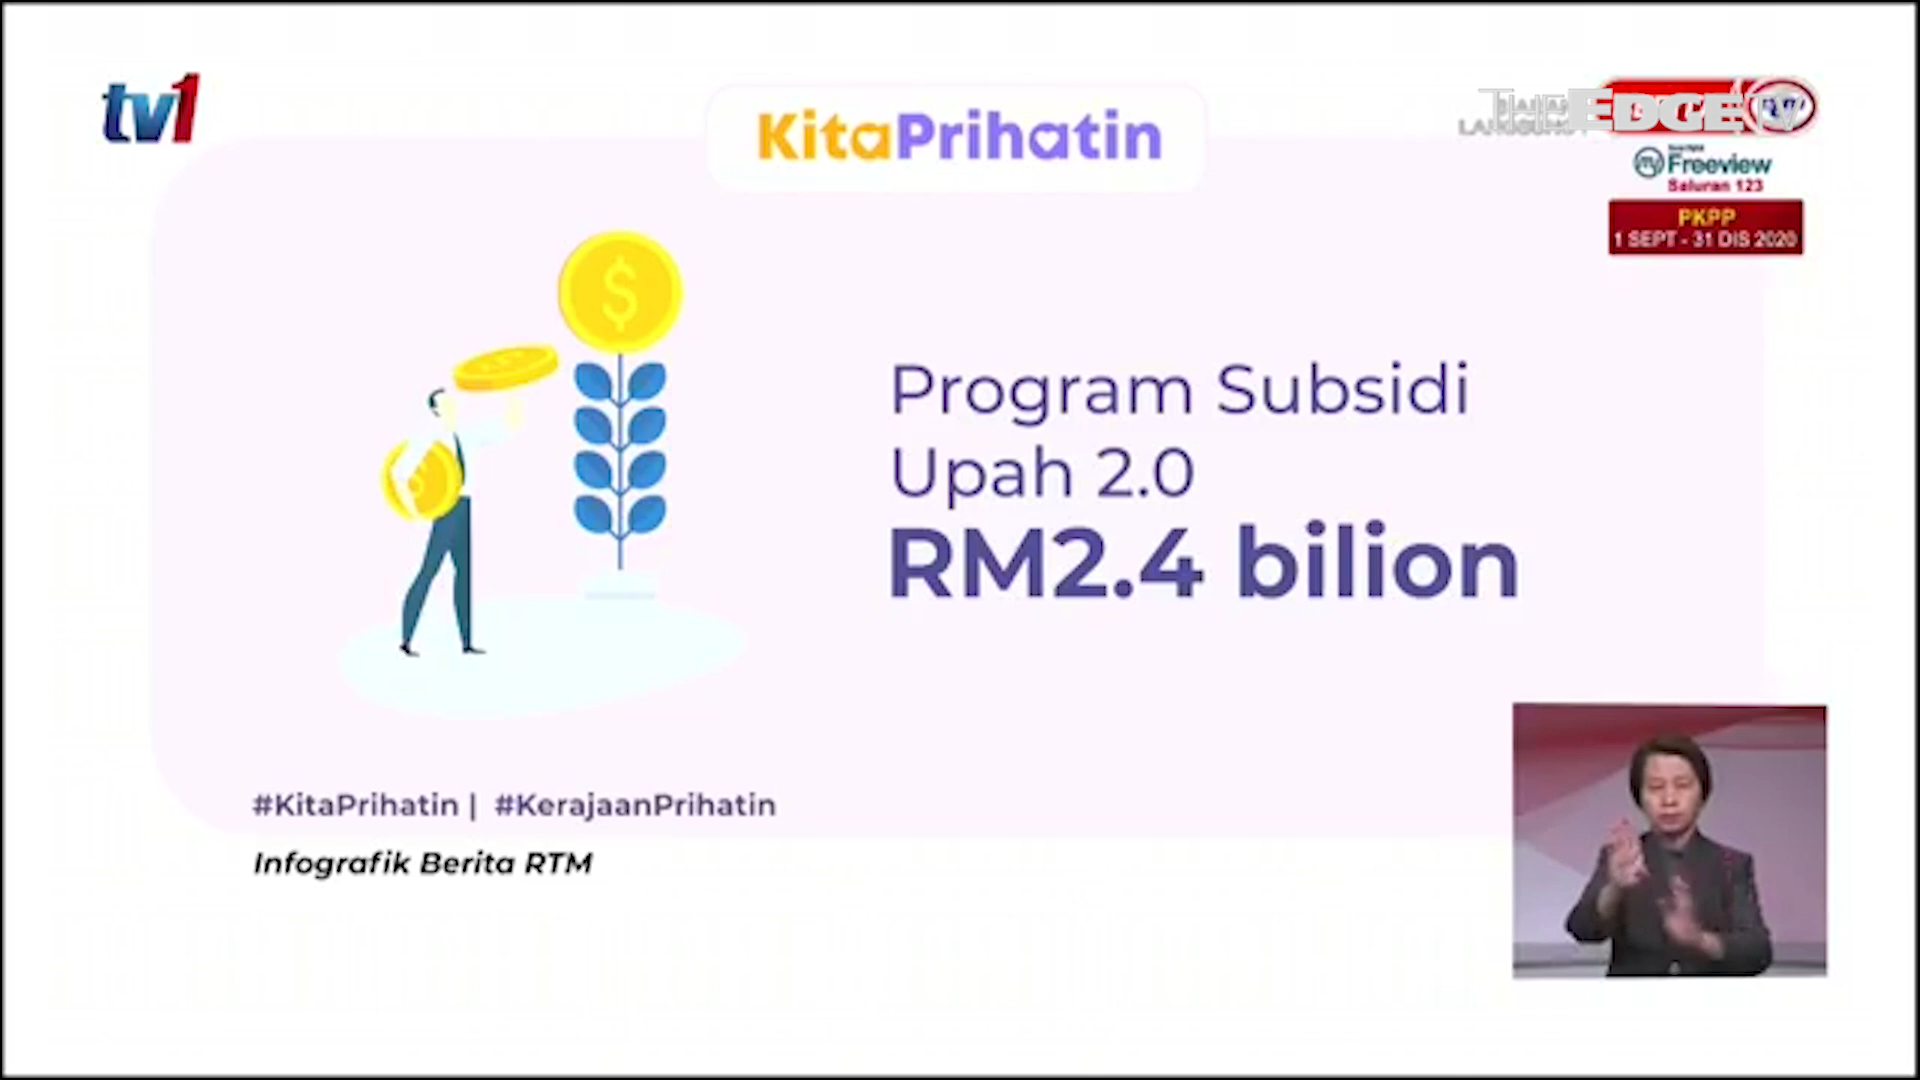 tv1
KitaPrihatin
EDGE
Freeview
Saluran 123
PKPP
1 SEPT - 31 DIS 2020
$
Program Subsidi
Upah 2.0
RM2.4 bilion
#KitaPrihatin | #KerajaanPrihatin
Infografik Berita RTM